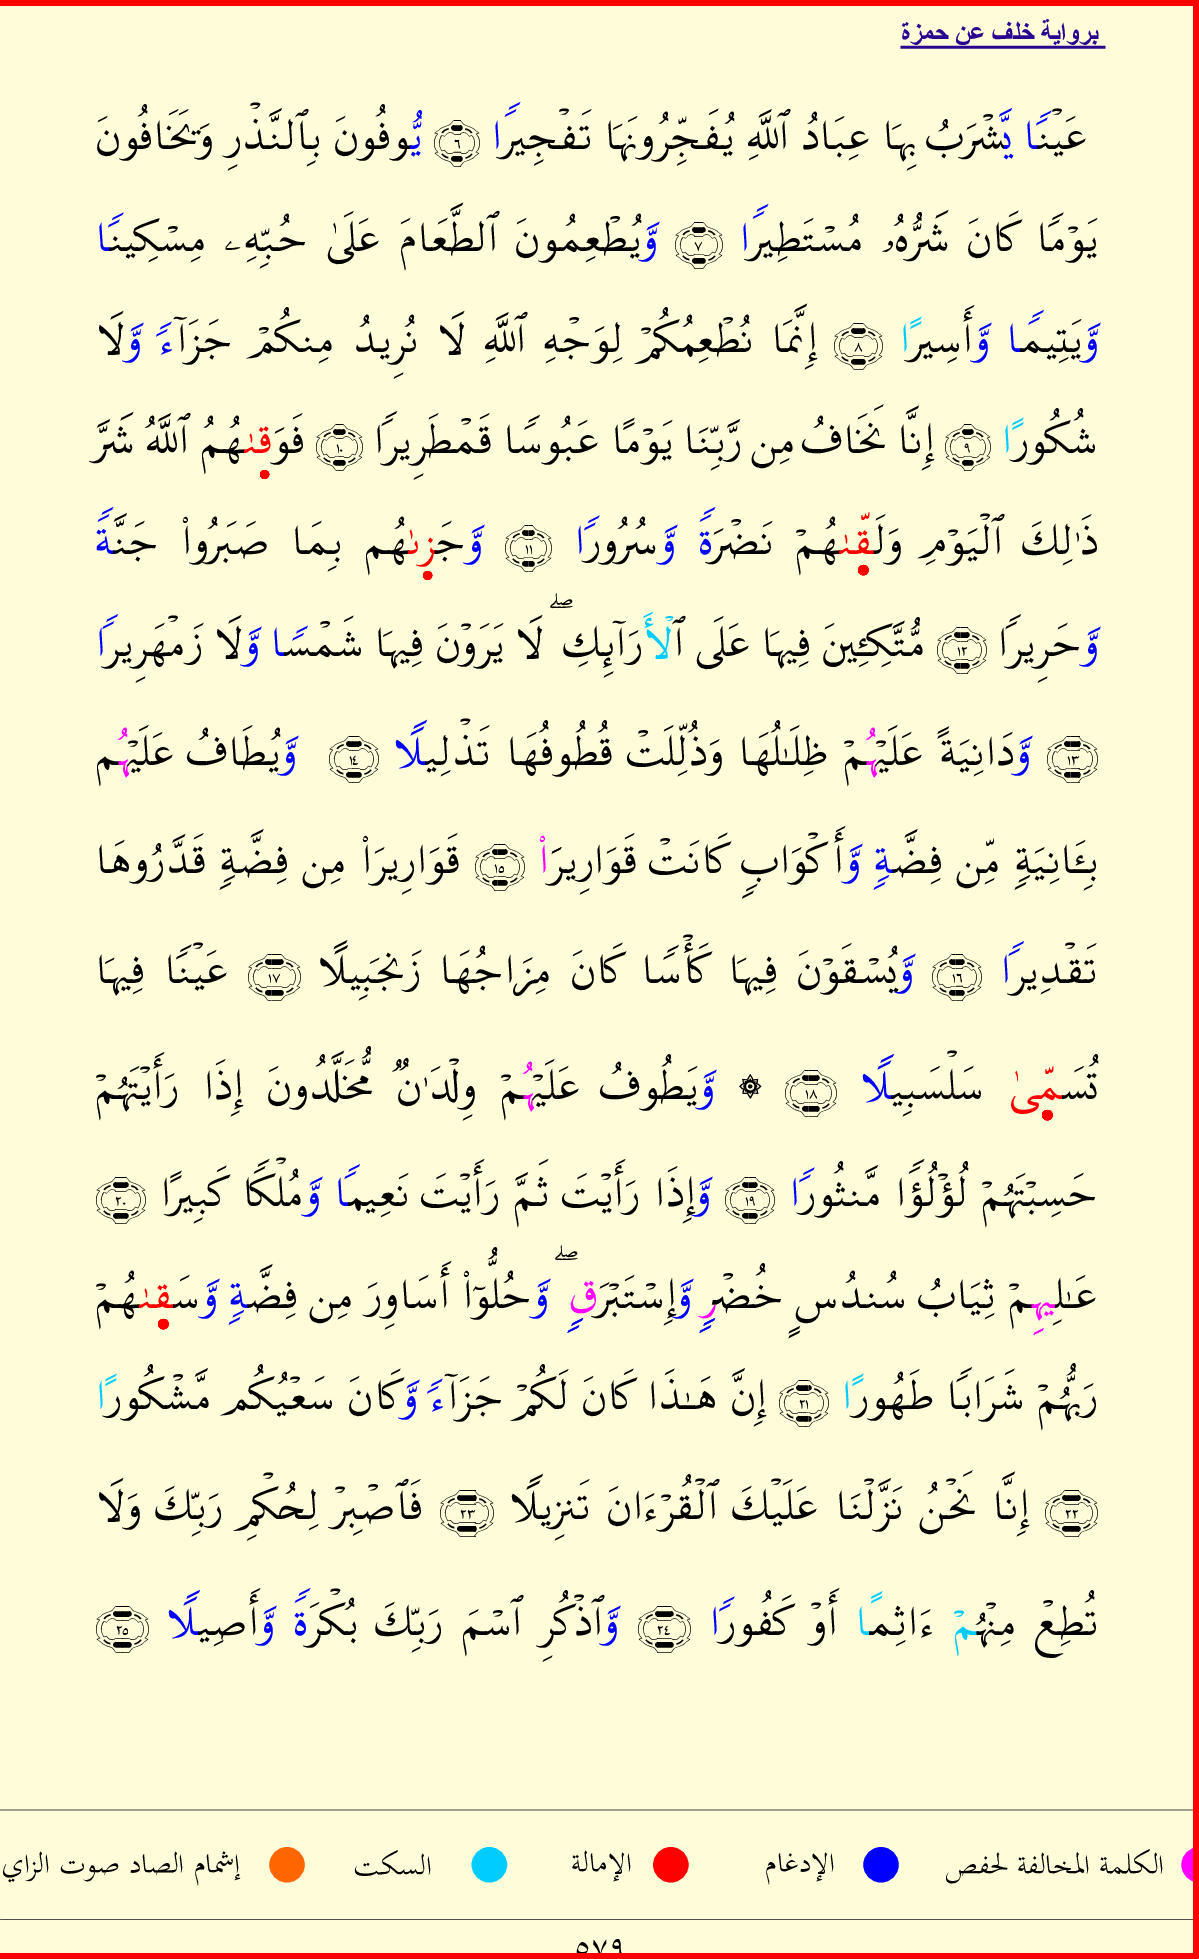 برواية خلف عن حمزة
عَيْنًا يَّشْرَبُ بِهَا عِبَادُ ٱللَّهِ يُفَجِّرُونَهَا تَفْجِيرًا ٦ يُّوفُونَ بِٱلنَّذْرِ وَيَخَافُونَ
يَوْمًا كَانَ شَرُّهُۥ مُسْتَطِيرًا ٧ وَّيُطْعِمُونَ ٱلطَّعَامَ عَلَىٰ حُبِّهِۦ مِسْكِينًا
وَّيَتِيمًا وَّأَسِيرًا ٨ إِنَّمَا نُطْعِمُكُمْ لِوَجْهِ ٱللَّهِ لَا نُرِيدُ مِنكُمْ جَزَآءً وَّلَا
شُكُورًا ٩ إِنَّا نَخَافُ مِن رَّبِّنَا يَوْمًا عَبُوسًا قَمْطَرِيرًا ١٠ فَوَقىٰهُمُ ٱللَّهُ شَرَّ
ذَٰلِكَ ٱلْيَوْمِ وَلَقّىٰهُمْ نَضْرَةً وَّسُرُورًا ١١ وَّجَزىٰهُم بِمَا صَبَرُواْ جَنَّةً
وَّحَرِيرًا ١٢ مُّتَّكِـِٔينَ فِيهَا عَلَى ٱلْأَرَآئِكِۖ لَا يَرَوْنَ فِيهَا شَمْسًا وَّلَا زَمْهَرِيرًا
١٣ وَّدَانِيَةً عَلَيْهُمْ ظِلَٰلُهَا وَذُلِّلَتْ قُطُوفُهَا تَذْلِيلًا ١٤ وَّيُطَافُ عَلَيْهُم
بِـَٔانِيَةٍ مِّن فِضَّةٍ وَّأَكْوَابٍ كَانَتْ قَوَارِيرَاْ ١٥ قَوَارِيرَاْ مِن فِضَّةٍ قَدَّرُوهَا
تَقْدِيرًا ١٦ وَّيُسْقَوْنَ فِيهَا كَأْسًا كَانَ مِزَاجُهَا زَنجَبِيلًا ١٧ عَيْنًا فِيهَا
تُسَمّىٰ سَلْسَبِيلًا ١٨ ۞ وَّيَطُوفُ عَلَيْهُمْ وِلْدَٰنٌ مُّخَلَّدُونَ إِذَا رَأَيْتَهُمْ
حَسِبْتَهُمْ لُؤْلُؤًا مَّنثُورًا ١٩ وَّإِذَا رَأَيْتَ ثَمَّ رَأَيْتَ نَعِيمًا وَّمُلْكًا كَبِيرًا ٢٠
عَٰلِيهِمْ ثِيَابُ سُندُسٍ خُضْرٍ وَّإِسْتَبْرَقٍۖ وَّحُلُّوٓاْ أَسَاوِرَ مِن فِضَّةٍ وَّسَقىٰهُمْ
رَبُّهُمْ شَرَابًا طَهُورًا ٢١ إِنَّ هَٰذَا كَانَ لَكُمْ جَزَآءً وَّكَانَ سَعْيُكُم مَّشْكُورًا
٢٢ إِنَّا نَحْنُ نَزَّلْنَا عَلَيْكَ ٱلْقُرْءَانَ تَنزِيلًا ٢٣ فَٱصْبِرْ لِحُكْمِ رَبِّكَ وَلَا
تُطِعْ مِنْهُمْ ءَاثِمًا أَوْ كَفُورًا ٢٤ وَّٱذْكُرِ ٱسْمَ رَبِّكَ بُكْرَةً وَّأَصِيلًا ٢٥
الكلمة المخالفة لحفص الإدغام الإمالة السكت إشمام الصاد صوت الزاي
٥٧٩